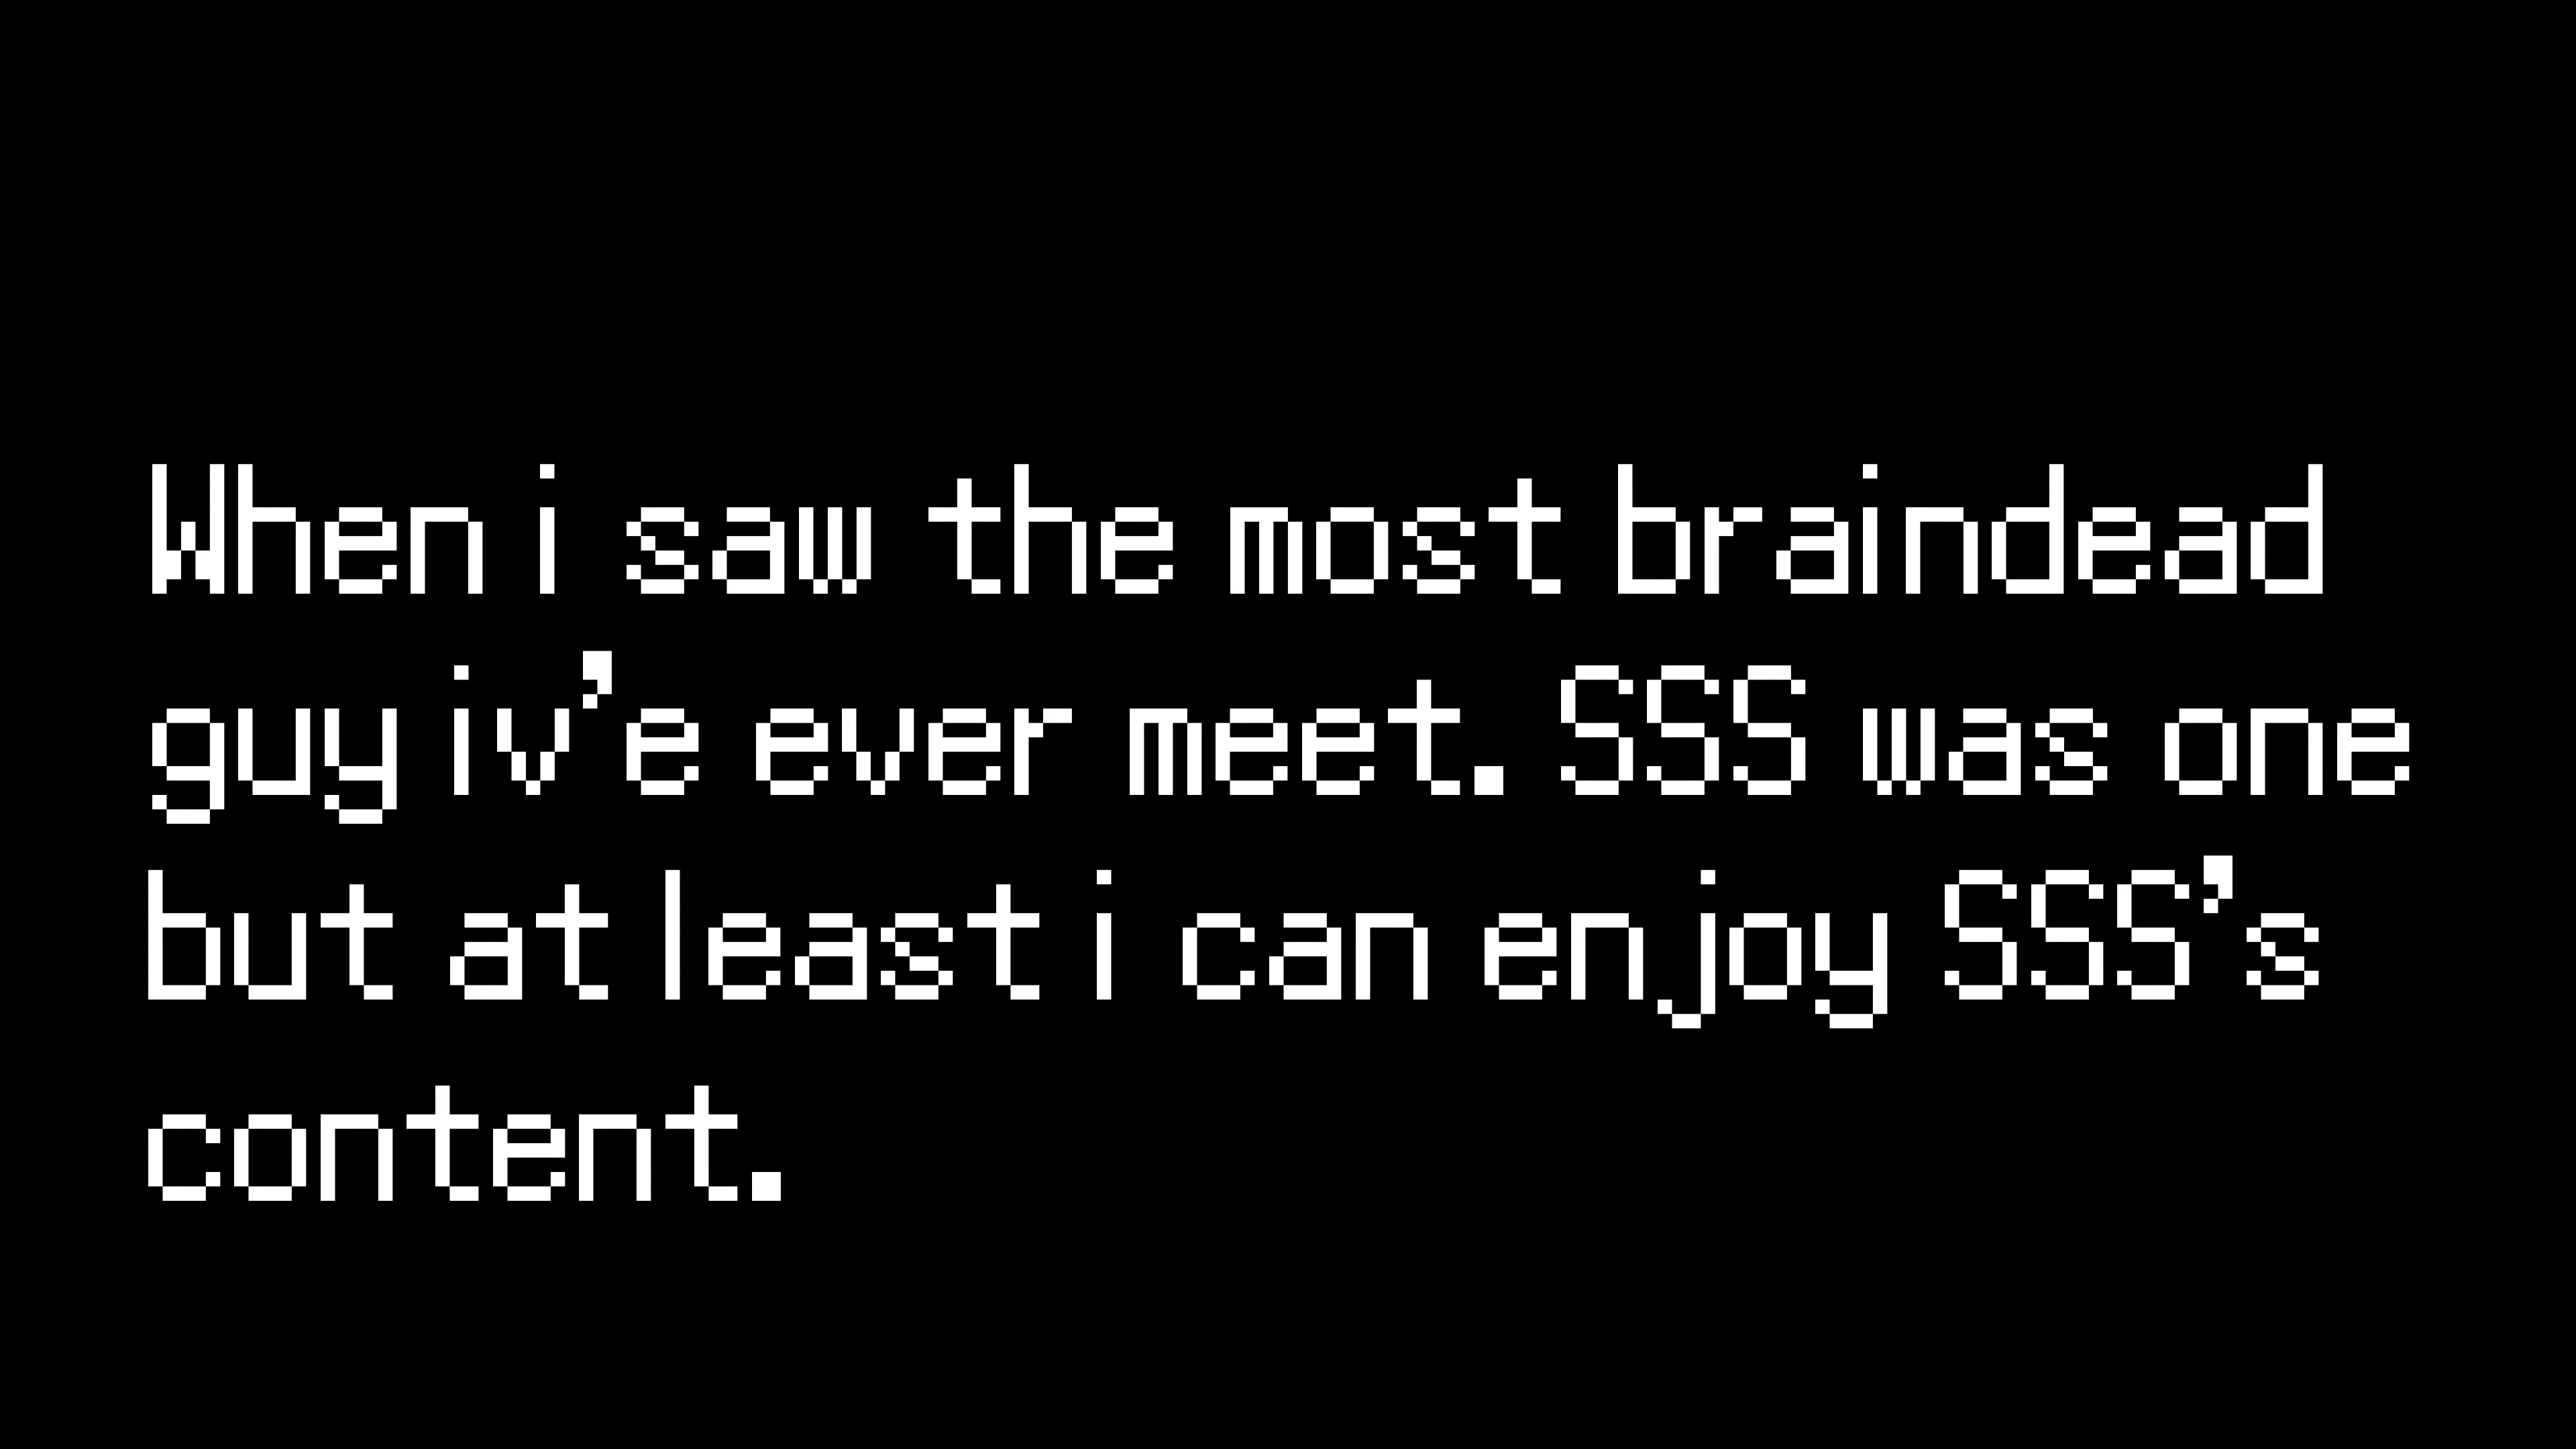 When i saw the most braindead
guy iv’e ever meet. SSS was one
but at least i can enjoy SSS’s
content.